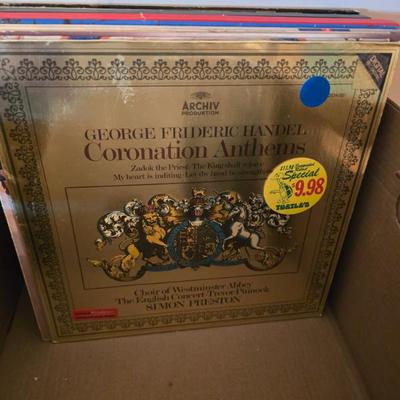 ARCHIV
PRODUKTION
GEORGE FRIDERIC HANDEL
Coronation Anthems
Zadok the Priest · The King shall rejoice
My heart is inditing · Let thy hand be strengthened
Special
$9.98
TURTLE'S
Choir of Westminster Abbey
The English Concert · Trevor Pinnock
SIMON PRESTON